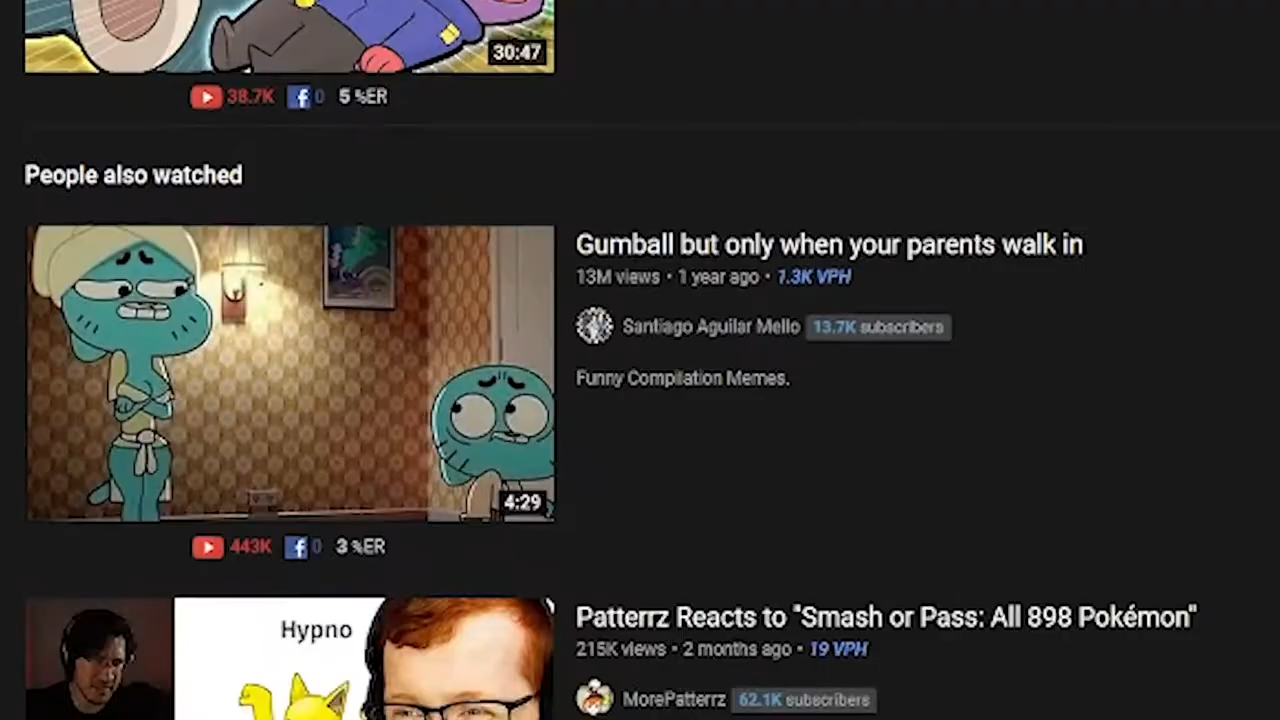 30:47
38.7K 0 5 %ER
People also watched
Gumball but only when your parents walk in
13M views • 1 year ago • 1.3K VPH
Santiago Aguilar Mello 13.7K subscribers
Funny Compilation Memes.
4:29
443K 0 3 %ER
Hypno
Patterrz Reacts to "Smash or Pass: All 898 Pokémon"
215K views • 2 months ago • 19 VPH
MorePatterrz 62.1K subscribers